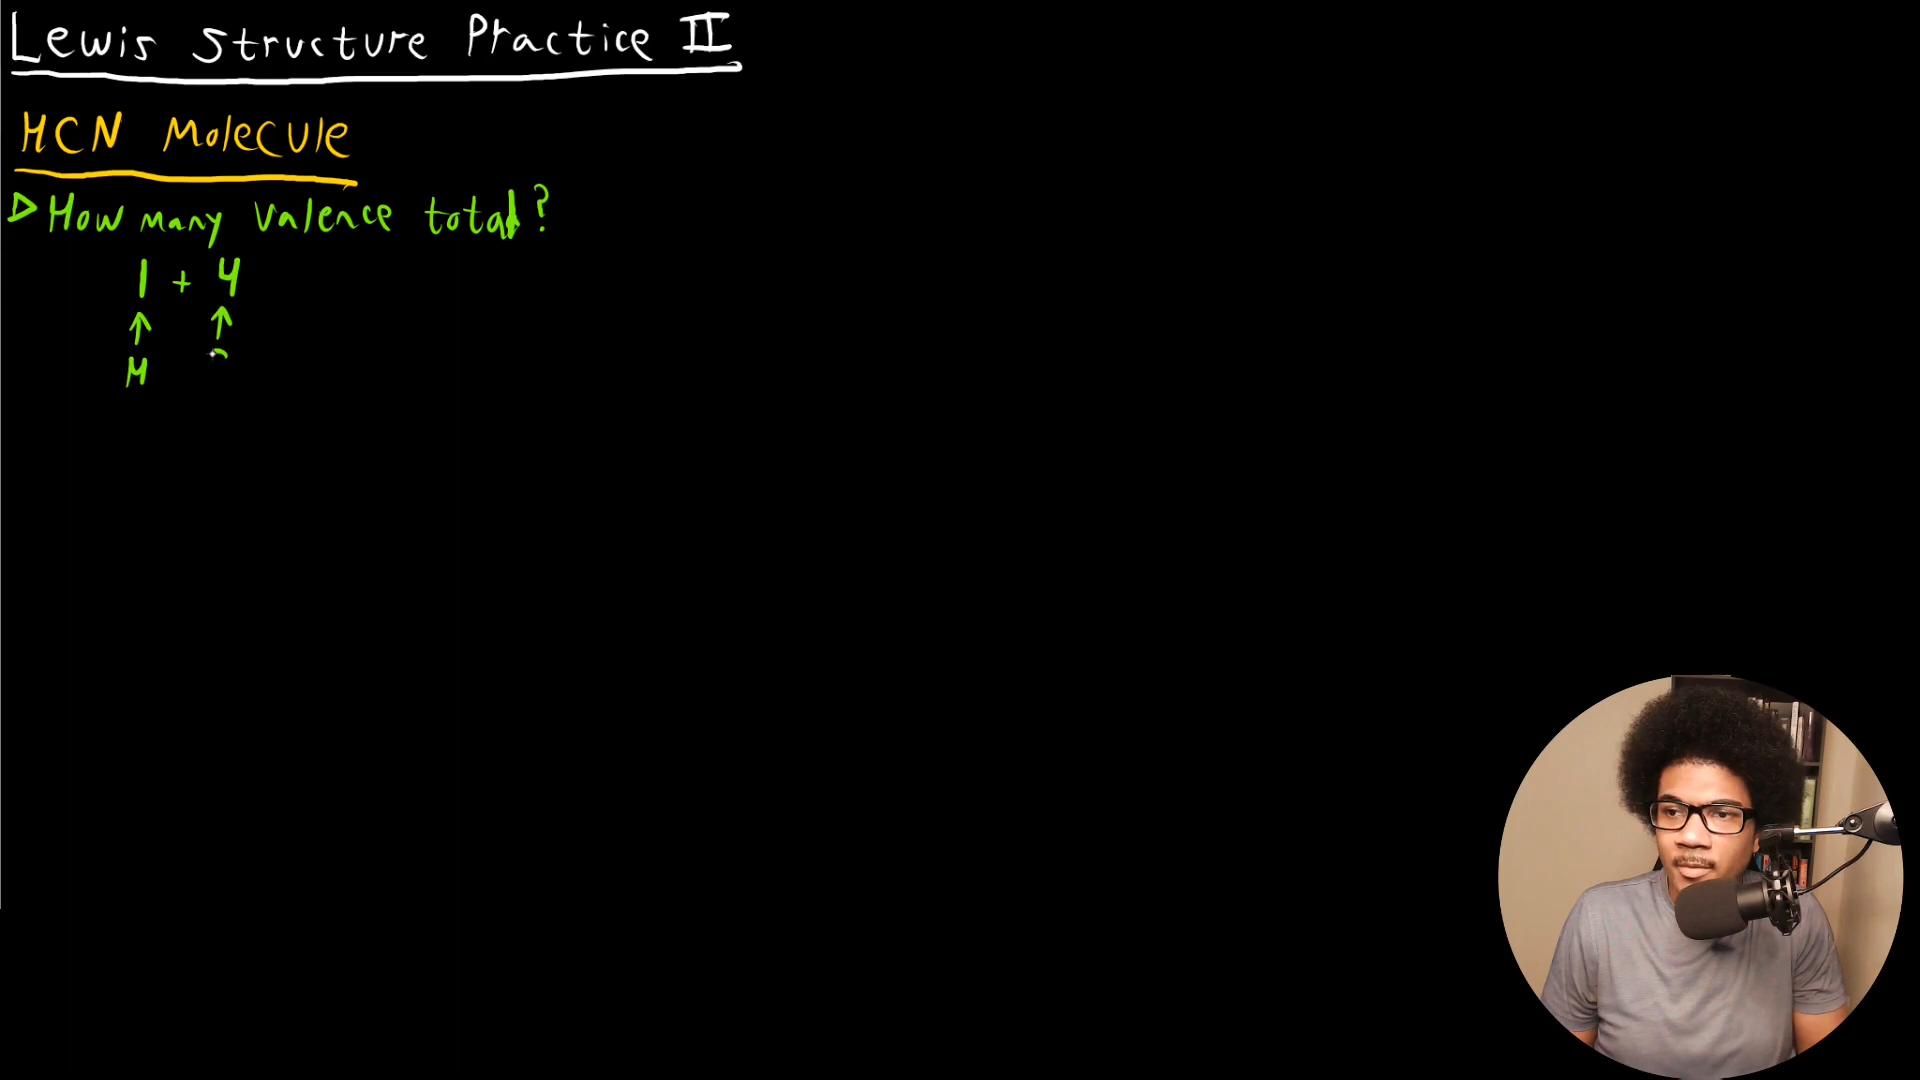 Lewis Structure Practice II
HCN Molecule
▷ How many valence total?
1 + 4
↑ ↑
H